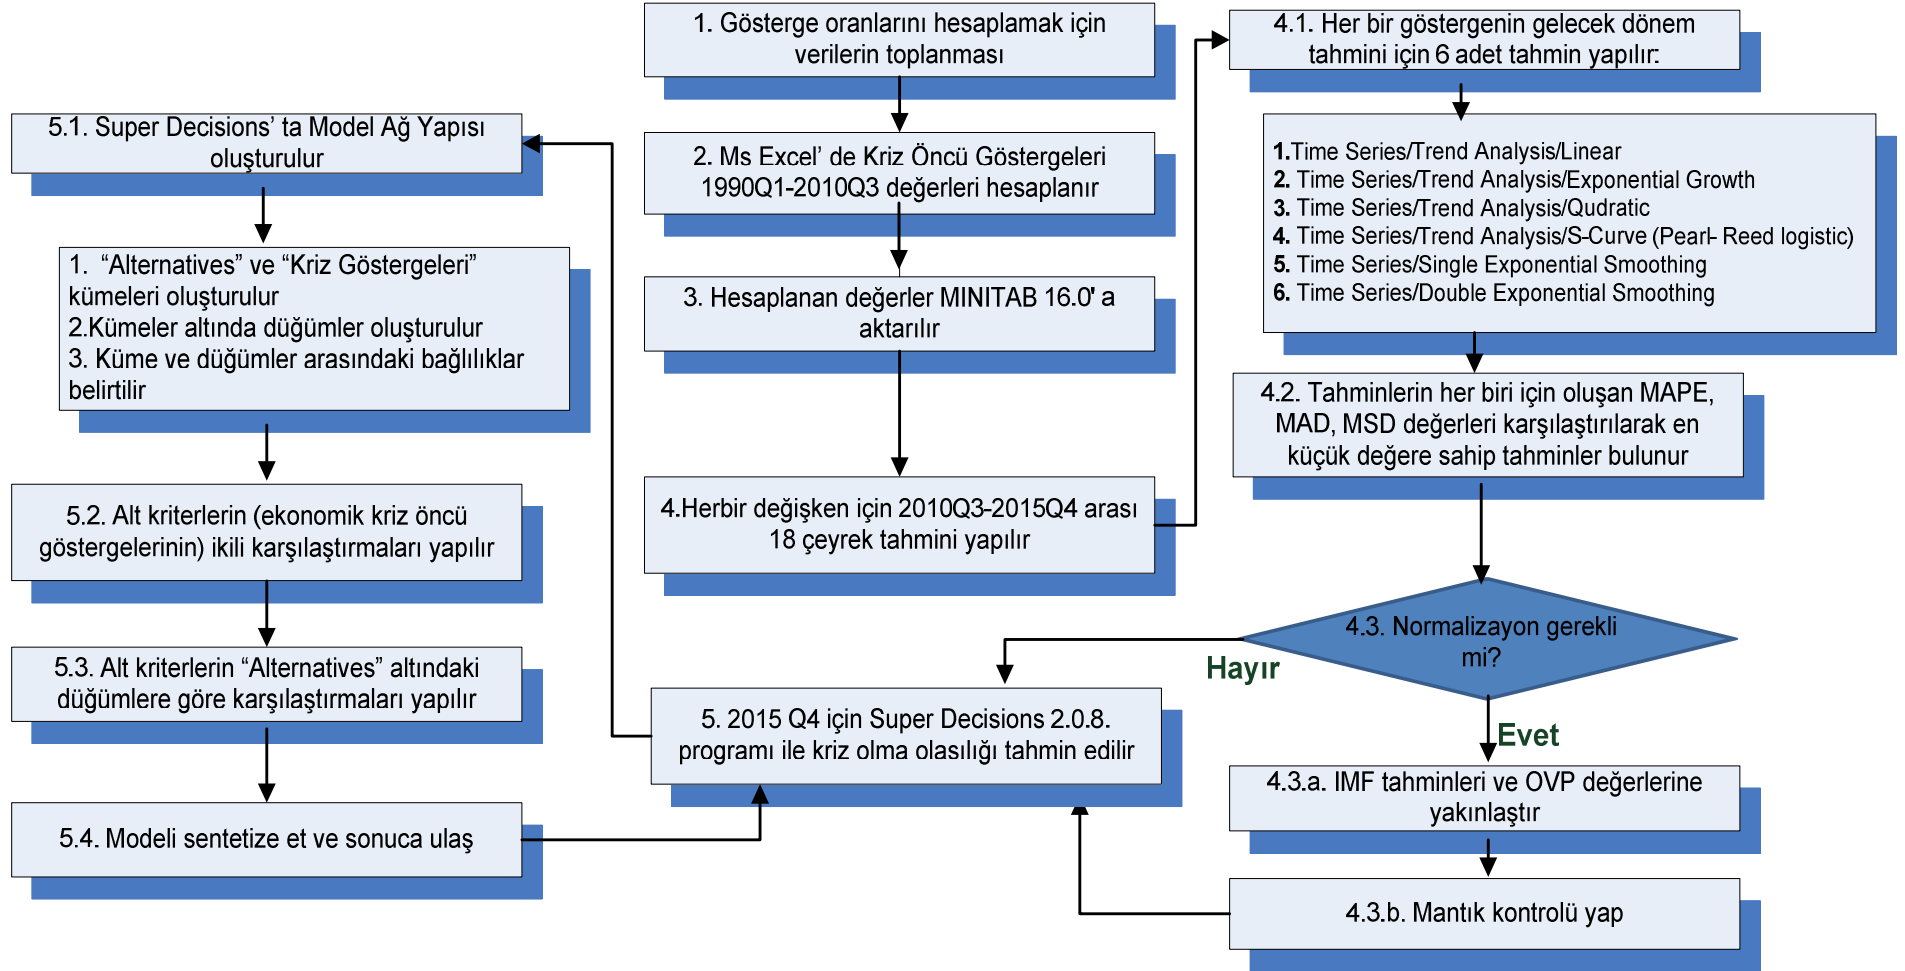 1. Gösterge oranlarını hesaplamak için
verilerin toplanması
2. Ms Excel’ de Kriz Öncü Göstergeleri
1990Q1-2010Q3 değerleri hesaplanır
3. Hesaplanan değerler MINITAB 16.0' a
aktarılır
4.Herbir değişken için 2010Q3-2015Q4 arası
18 çeyrek tahmini yapılır
4.1. Her bir göstergenin gelecek dönem
tahmini için 6 adet tahmin yapılır:
1.Time Series/Trend Analysis/Linear
2. Time Series/Trend Analysis/Exponential Growth
3. Time Series/Trend Analysis/Qudratic
4. Time Series/Trend Analysis/S-Curve (Pearl- Reed logistic)
5. Time Series/Single Exponential Smoothing
6. Time Series/Double Exponential Smoothing
4.2. Tahminlerin her biri için oluşan MAPE,
MAD, MSD değerleri karşılaştırılarak en
küçük değere sahip tahminler bulunur
4.3. Normalizayon gerekli
mi?
Hayır
Evet
4.3.a. IMF tahminleri ve OVP değerlerine
yakınlaştır
4.3.b. Mantık kontrolü yap
5. 2015 Q4 için Super Decisions 2.0.8.
programı ile kriz olma olasılığı tahmin edilir
5.1. Super Decisions’ ta Model Ağ Yapısı
oluşturulur
1. “Alternatives” ve “Kriz Göstergeleri”
kümeleri oluşturulur
2.Kümeler altında düğümler oluşturulur
3. Küme ve düğümler arasındaki bağlılıklar
belirtilir
5.2. Alt kriterlerin (ekonomik kriz öncü
göstergelerinin) ikili karşılaştırmaları yapılır
5.3. Alt kriterlerin “Alternatives” altındaki
düğümlere göre karşılaştırmaları yapılır
5.4. Modeli sentetize et ve sonuca ulaş